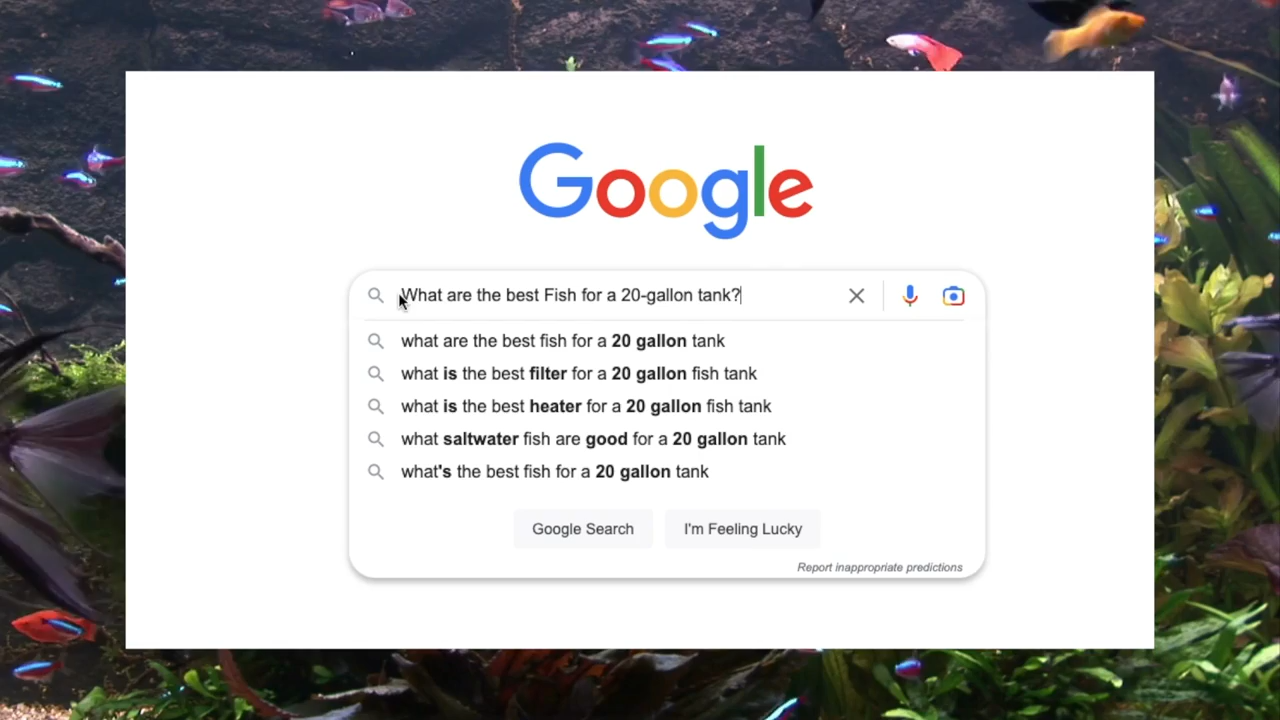 Google
What are the best Fish for a 20-gallon tank?
what are the best fish for a 20 gallon tank
what is the best filter for a 20 gallon fish tank
what is the best heater for a 20 gallon fish tank
what saltwater fish are good for a 20 gallon tank
what's the best fish for a 20 gallon tank
Google Search
I'm Feeling Lucky
Report inappropriate predictions